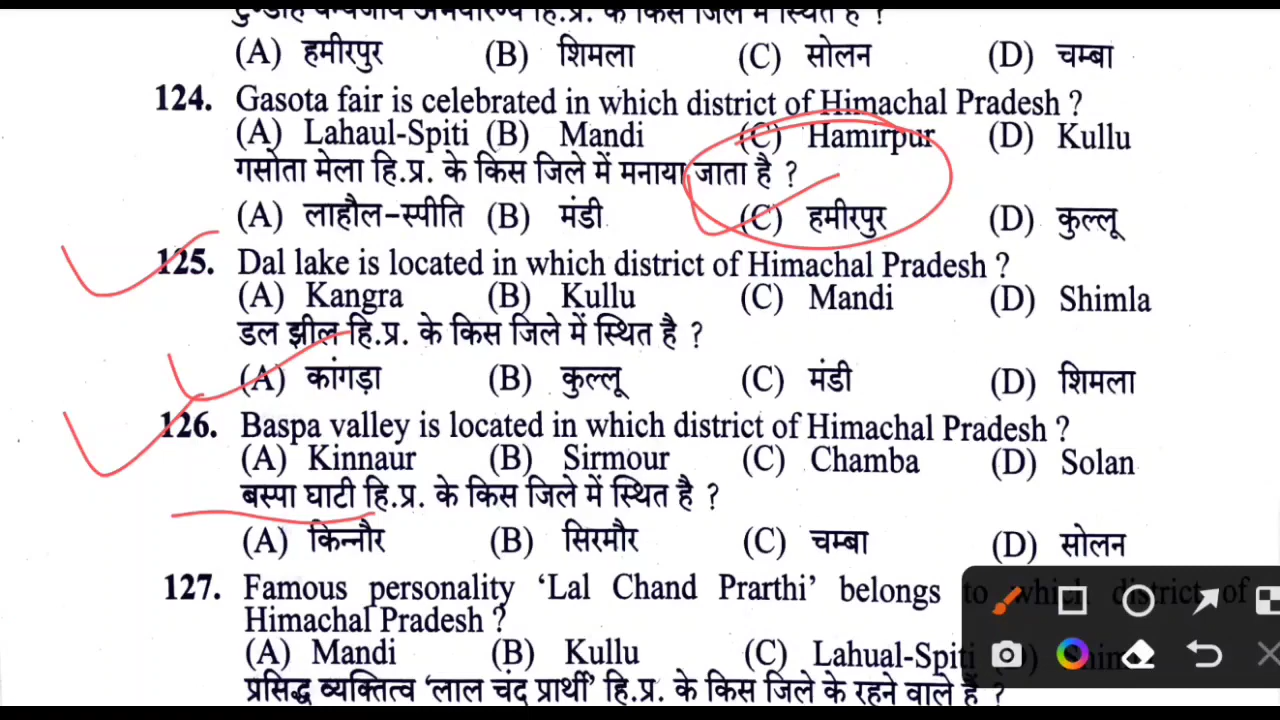 के किस जिले में स्थित है ?
(A) हमीरपुर (B) शिमला (C) सोलन (D) चम्बा
124. Gasota fair is celebrated in which district of Himachal Pradesh ?
(A) Lahaul-Spiti (B) Mandi (C) Hamirpur (D) Kullu
गसोता मेला हि.प्र. के किस जिले में मनाया जाता है ?
(A) लाहौल-स्पीति (B) मंडी (C) हमीरपुर (D) कुल्लू
125. Dal lake is located in which district of Himachal Pradesh ?
(A) Kangra (B) Kullu (C) Mandi (D) Shimla
डल झील हि.प्र. के किस जिले में स्थित है ?
(A) कांगड़ा (B) कुल्लू (C) मंडी (D) शिमला
126. Baspa valley is located in which district of Himachal Pradesh ?
(A) Kinnaur (B) Sirmour (C) Chamba (D) Solan
बस्पा घाटी हि.प्र. के किस जिले में स्थित है ?
(A) किन्नौर (B) सिरमौर (C) चम्बा (D) सोलन
127. Famous personality ‘Lal Chand Prarthi’ belongs to which district of
Himachal Pradesh ?
(A) Mandi (B) Kullu (C) Lahual-Spiti
प्रसिद्ध व्यक्तित्व ‘लाल चंद प्रार्थी’ हि.प्र. के किस जिले के रहने वाले हैं ?